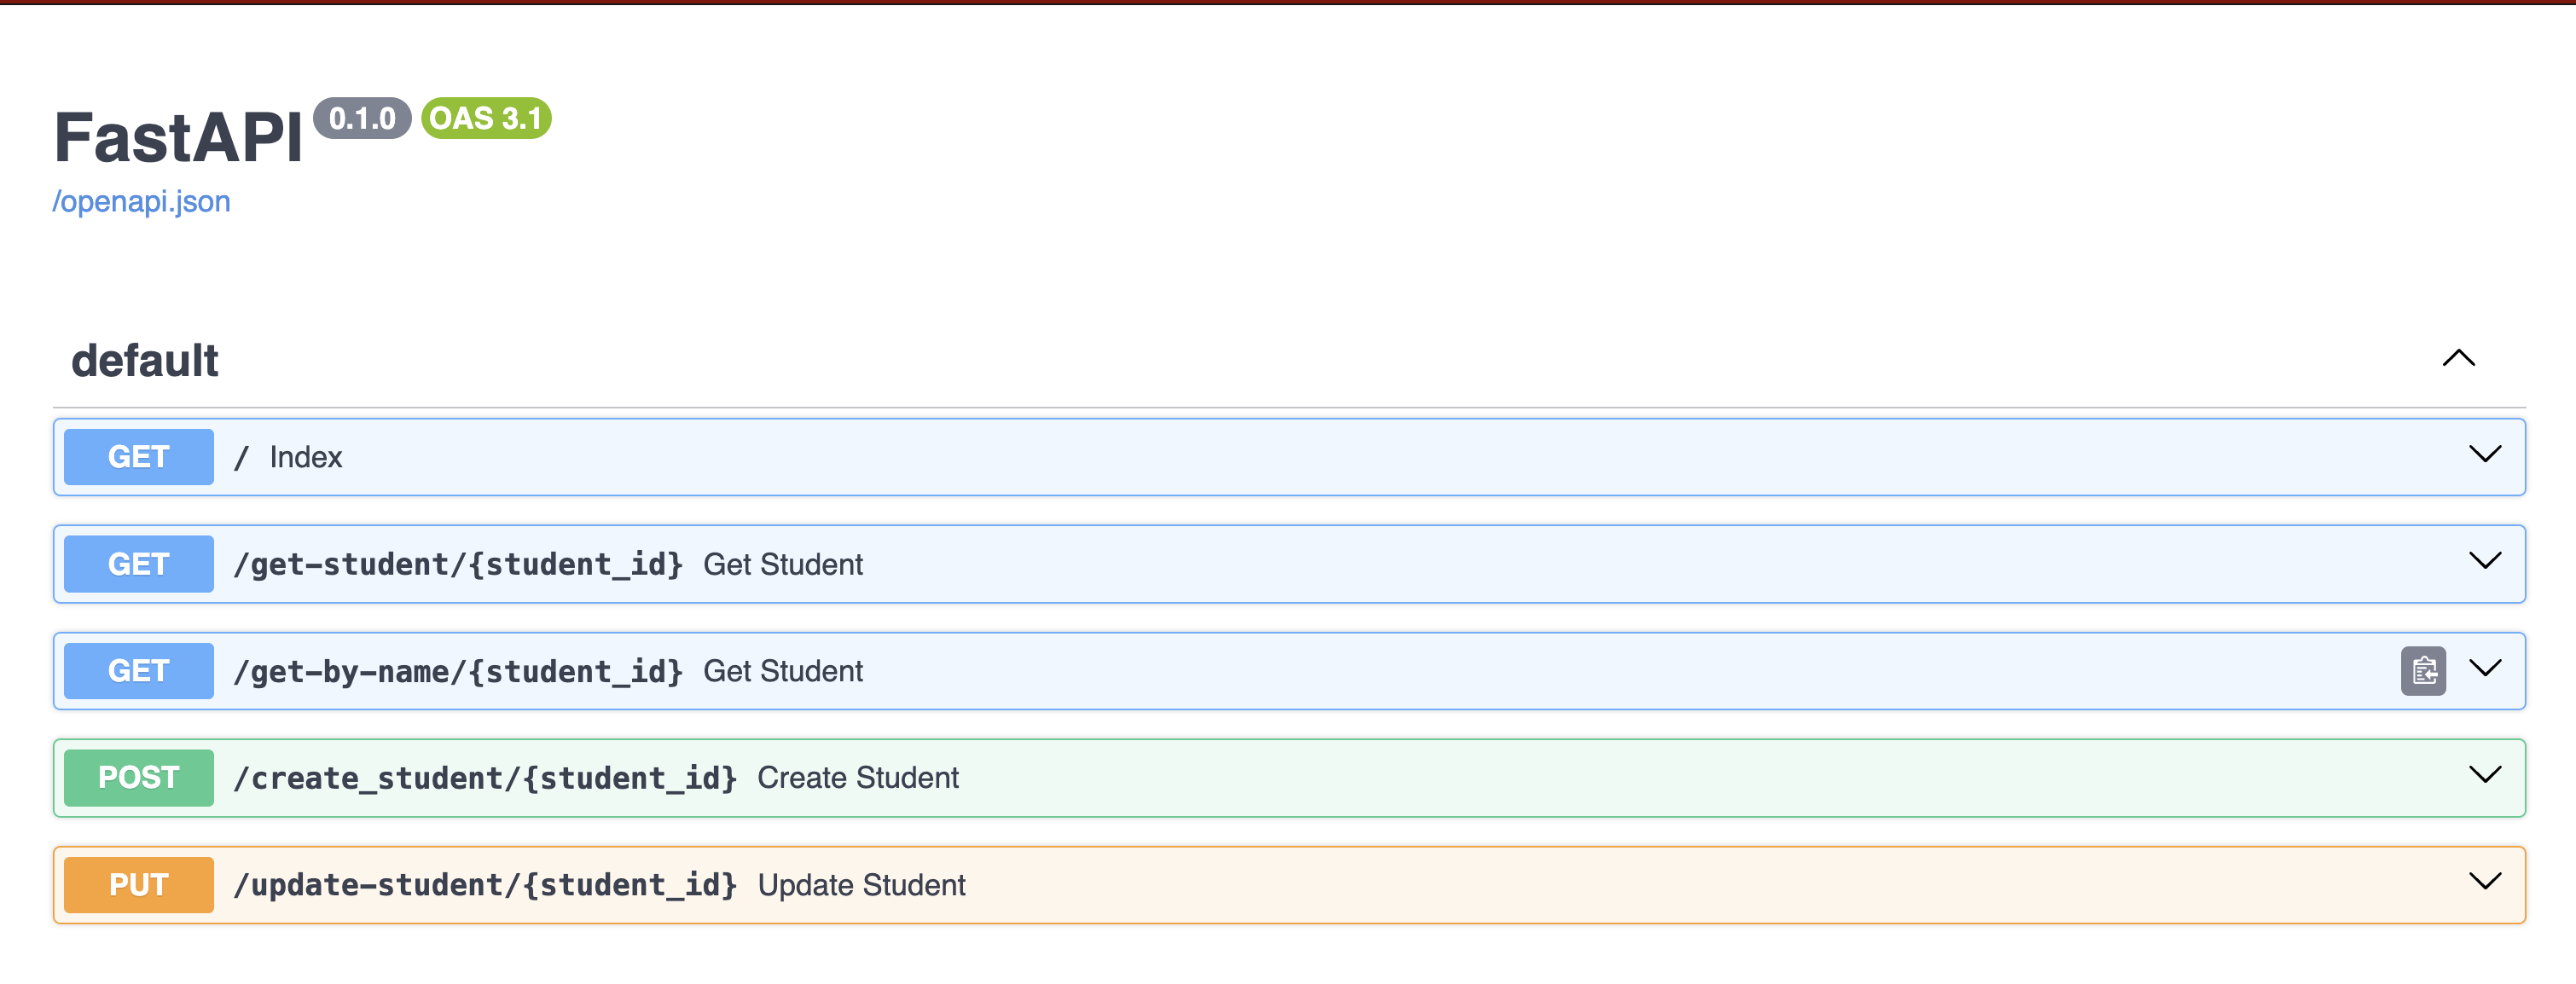 FastAPI 0.1.0 OAS 3.1
/openapi.json
default
GET / Index
GET /get-student/{student_id} Get Student
GET /get-by-name/{student_id} Get Student
POST /create_student/{student_id} Create Student
PUT /update-student/{student_id} Update Student